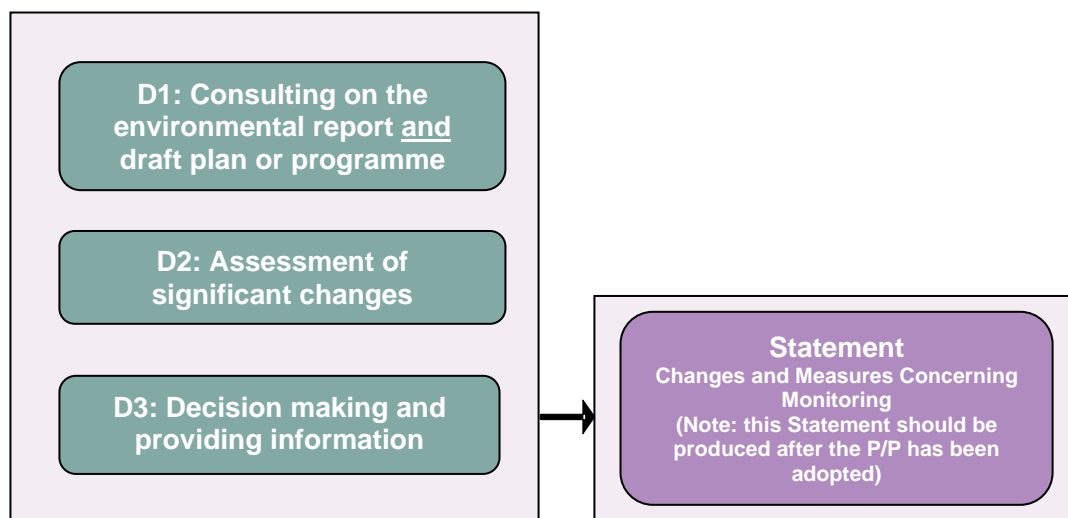 D1: Consulting on the
environmental report and
draft plan or programme
D2: Assessment of
significant changes
D3: Decision making and
providing information
Statement
Changes and Measures Concerning
Monitoring
(Note: this Statement should be
produced after the P/P has been
adopted)